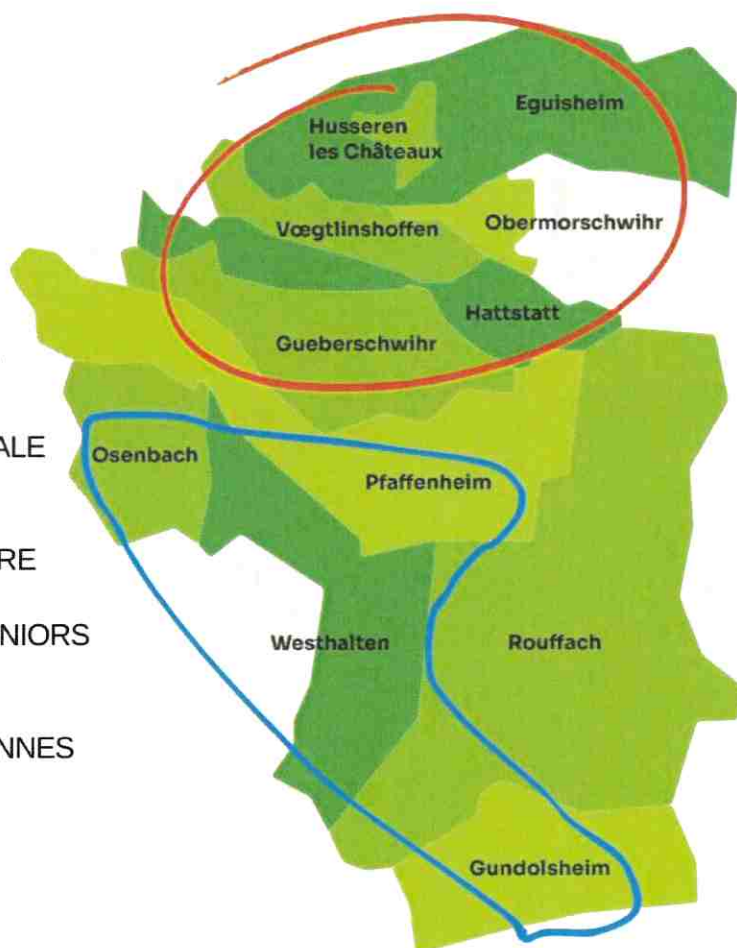 Eguisheim
Husseren
les Châteaux
Vœgtlinshoffen
Obermorschwihr
Hattstatt
Gueberschwihr
ALE
Osenbach
Pfaffenheim
RE
NIORS
Westhalten
Rouffach
NNES
Gundolsheim